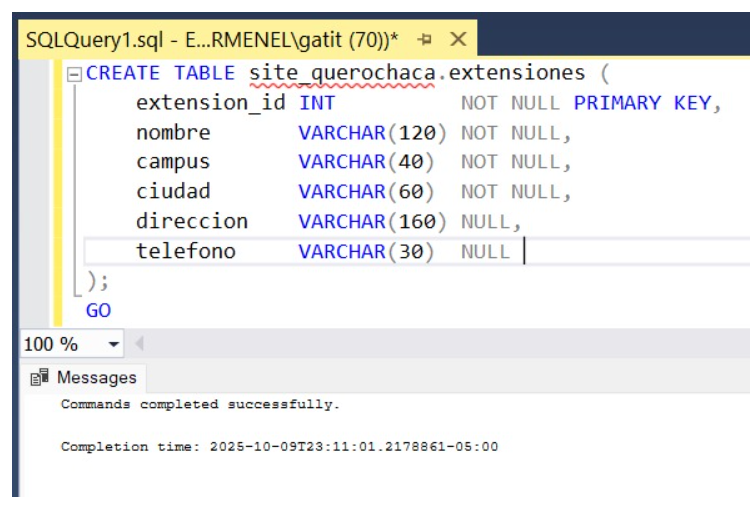 SQLQuery1.sql - E...RMENEL\gatit (70))*
CREATE TABLE site_querochaca.extensiones (
extension_id INT NOT NULL PRIMARY KEY,
nombre VARCHAR(120) NOT NULL,
campus VARCHAR(40) NOT NULL,
ciudad VARCHAR(60) NOT NULL,
direccion VARCHAR(160) NULL,
telefono VARCHAR(30) NULL
);
GO
100 %
Messages
Commands completed successfully.
Completion time: 2025-10-09T23:11:01.2178861-05:00